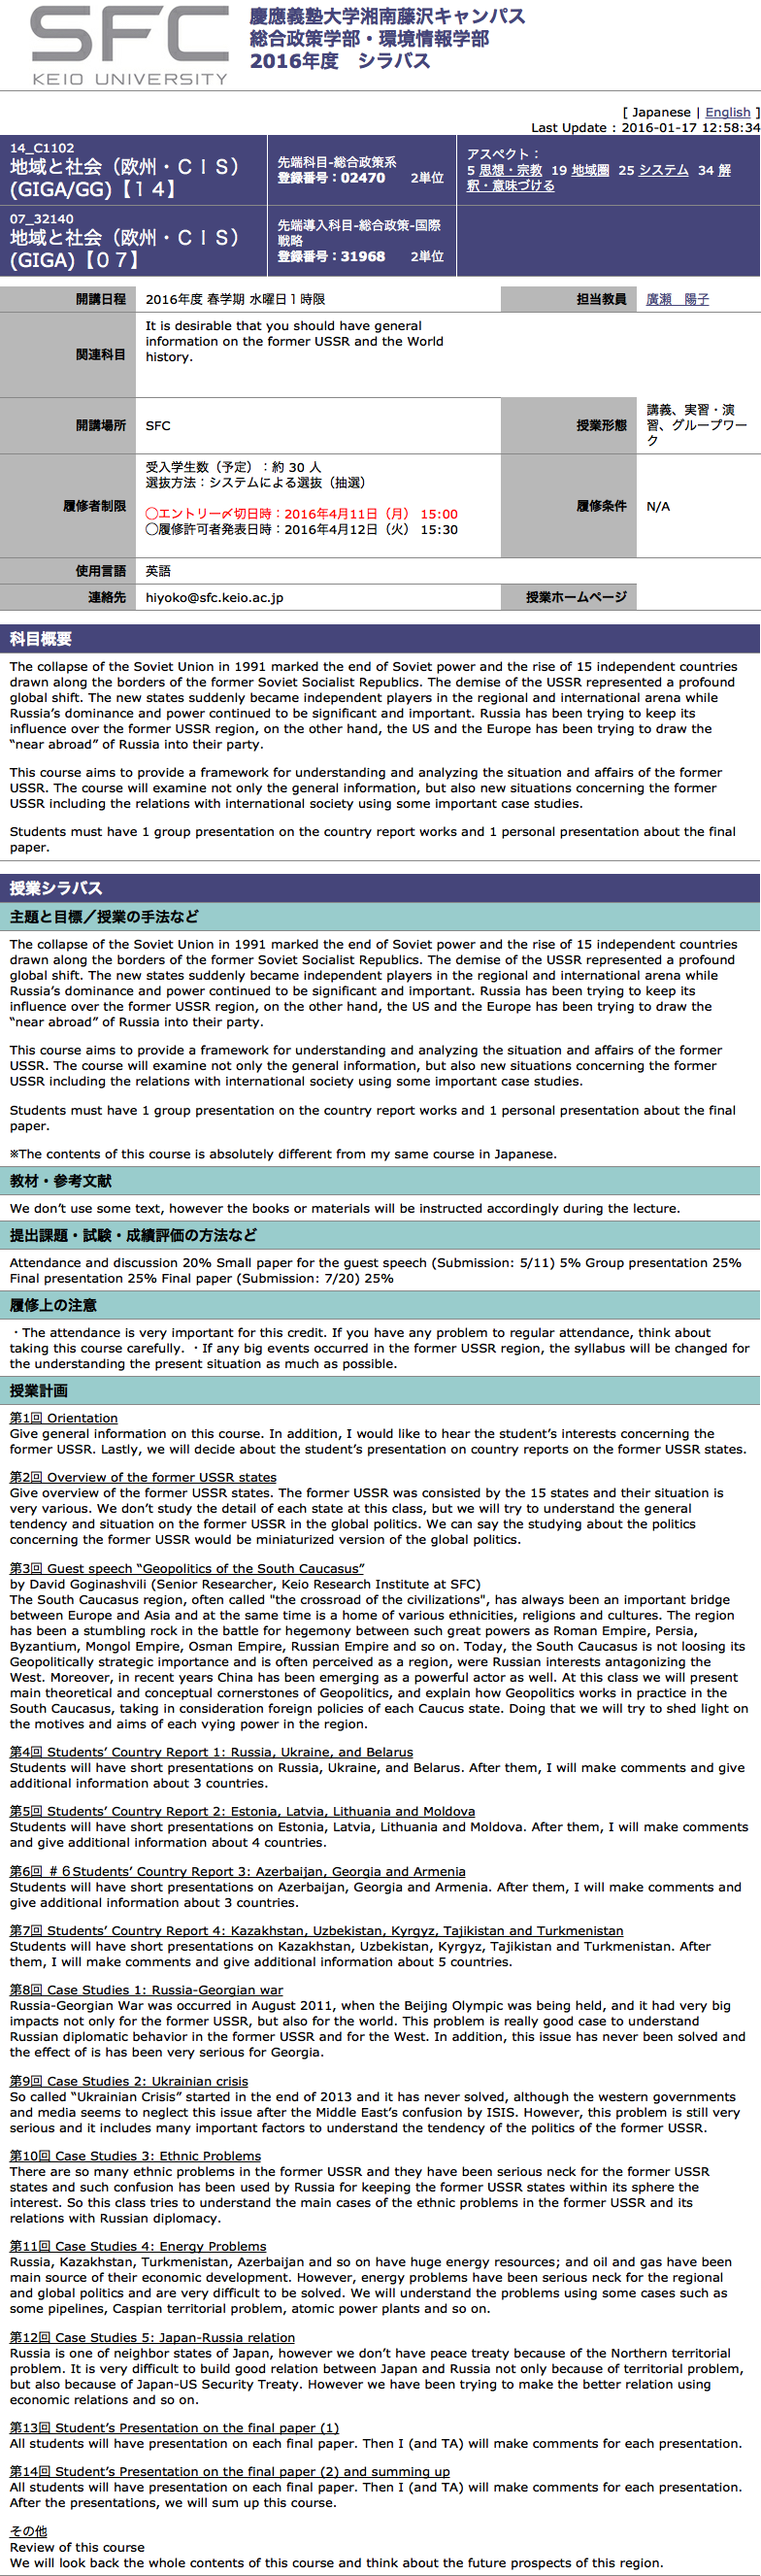 SFC
KEIO UNIVERSITY
慶應義塾大学湘南藤沢キャンパス
総合政策学部・環境情報学部
2016年度　シラバス
[ Japanese | English ]
Last Update : 2016-01-17 12:58:34
14_C1102
地域と社会（欧州・ＣＩＳ）
(GIGA/GG)【１４】
先端科目-総合政策系
登録番号：02470　　2単位
アスペクト：
5 思想・宗教 19 地域圏 25 システム 34 解
釈・意味づける
07_32140
地域と社会（欧州・ＣＩＳ）
(GIGA)【０７】
先端導入科目-総合政策-国際
戦略
登録番号：31968　　2単位
開講日程
2016年度 春学期 水曜日１時限
担当教員
廣瀬　陽子
関連科目
It is desirable that you should have general
information on the former USSR and the World
history.
開講場所
SFC
授業形態
講義、実習・演
習、グループワー
ク
履修者制限
受入学生数（予定）：約 30 人
選抜方法：システムによる選抜（抽選）
◯エントリー〆切日時：2016年4月11日（月） 15:00
◯履修許可者発表日時：2016年4月12日（火） 15:30
履修条件
N/A
使用言語
英語
連絡先
hiyoko@sfc.keio.ac.jp
授業ホームページ
科目概要
The collapse of the Soviet Union in 1991 marked the end of Soviet power and the rise of 15 independent countries
drawn along the borders of the former Soviet Socialist Republics. The demise of the USSR represented a profound
global shift. The new states suddenly became independent players in the regional and international arena while
Russia’s dominance and power continued to be significant and important. Russia has been trying to keep its
influence over the former USSR region, on the other hand, the US and the Europe has been trying to draw the
“near abroad” of Russia into their party.
This course aims to provide a framework for understanding and analyzing the situation and affairs of the former
USSR. The course will examine not only the general information, but also new situations concerning the former
USSR including the relations with international society using some important case studies.
Students must have 1 group presentation on the country report works and 1 personal presentation about the final
paper.
授業シラバス
主題と目標／授業の手法など
The collapse of the Soviet Union in 1991 marked the end of Soviet power and the rise of 15 independent countries
drawn along the borders of the former Soviet Socialist Republics. The demise of the USSR represented a profound
global shift. The new states suddenly became independent players in the regional and international arena while
Russia’s dominance and power continued to be significant and important. Russia has been trying to keep its
influence over the former USSR region, on the other hand, the US and the Europe has been trying to draw the
“near abroad” of Russia into their party.
This course aims to provide a framework for understanding and analyzing the situation and affairs of the former
USSR. The course will examine not only the general information, but also new situations concerning the former
USSR including the relations with international society using some important case studies.
Students must have 1 group presentation on the country report works and 1 personal presentation about the final
paper.
※The contents of this course is absolutely different from my same course in Japanese.
教材・参考文献
We don’t use some text, however the books or materials will be instructed accordingly during the lecture.
提出課題・試験・成績評価の方法など
Attendance and discussion 20% Small paper for the guest speech (Submission: 5/11) 5% Group presentation 25%
Final presentation 25% Final paper (Submission: 7/20) 25%
履修上の注意
・The attendance is very important for this credit. If you have any problem to regular attendance, think about
taking this course carefully. ・If any big events occurred in the former USSR region, the syllabus will be changed for
the understanding the present situation as much as possible.
授業計画
第1回 Orientation
Give general information on this course. In addition, I would like to hear the student’s interests concerning the
former USSR. Lastly, we will decide about the student’s presentation on country reports on the former USSR states.
第2回 Overview of the former USSR states
Give overview of the former USSR states. The former USSR was consisted by the 15 states and their situation is
very various. We don’t study the detail of each state at this class, but we will try to understand the general
tendency and situation on the former USSR in the global politics. We can say the studying about the politics
concerning the former USSR would be miniaturized version of the global politics.
第3回 Guest speech “Geopolitics of the South Caucasus”
by David Goginashvili (Senior Researcher, Keio Research Institute at SFC)
The South Caucasus region, often called "the crossroad of the civilizations", has always been an important bridge
between Europe and Asia and at the same time is a home of various ethnicities, religions and cultures. The region
has been a stumbling rock in the battle for hegemony between such great powers as Roman Empire, Persia,
Byzantium, Mongol Empire, Osman Empire, Russian Empire and so on. Today, the South Caucasus is not loosing its
Geopolitically strategic importance and is often perceived as a region, were Russian interests antagonizing the
West. Moreover, in recent years China has been emerging as a powerful actor as well. At this class we will present
main theoretical and conceptual cornerstones of Geopolitics, and explain how Geopolitics works in practice in the
South Caucasus, taking in consideration foreign policies of each Caucus state. Doing that we will try to shed light on
the motives and aims of each vying power in the region.
第4回 Students’ Country Report 1: Russia, Ukraine, and Belarus
Students will have short presentations on Russia, Ukraine, and Belarus. After them, I will make comments and give
additional information about 3 countries.
第5回 Students’ Country Report 2: Estonia, Latvia, Lithuania and Moldova
Students will have short presentations on Estonia, Latvia, Lithuania and Moldova. After them, I will make comments
and give additional information about 4 countries.
第6回 ＃６Students’ Country Report 3: Azerbaijan, Georgia and Armenia
Students will have short presentations on Azerbaijan, Georgia and Armenia. After them, I will make comments and
give additional information about 3 countries.
第7回 Students’ Country Report 4: Kazakhstan, Uzbekistan, Kyrgyz, Tajikistan and Turkmenistan
Students will have short presentations on Kazakhstan, Uzbekistan, Kyrgyz, Tajikistan and Turkmenistan. After
them, I will make comments and give additional information about 5 countries.
第8回 Case Studies 1: Russia-Georgian war
Russia-Georgian War was occurred in August 2011, when the Beijing Olympic was being held, and it had very big
impacts not only for the former USSR, but also for the world. This problem is really good case to understand
Russian diplomatic behavior in the former USSR and for the West. In addition, this issue has never been solved and
the effect of is has been very serious for Georgia.
第9回 Case Studies 2: Ukrainian crisis
So called “Ukrainian Crisis” started in the end of 2013 and it has never solved, although the western governments
and media seems to neglect this issue after the Middle East’s confusion by ISIS. However, this problem is still very
serious and it includes many important factors to understand the tendency of the politics of the former USSR.
第10回 Case Studies 3: Ethnic Problems
There are so many ethnic problems in the former USSR and they have been serious neck for the former USSR
states and such confusion has been used by Russia for keeping the former USSR states within its sphere the
interest. So this class tries to understand the main cases of the ethnic problems in the former USSR and its
relations with Russian diplomacy.
第11回 Case Studies 4: Energy Problems
Russia, Kazakhstan, Turkmenistan, Azerbaijan and so on have huge energy resources; and oil and gas have been
main source of their economic development. However, energy problems have been serious neck for the regional
and global politics and are very difficult to be solved. We will understand the problems using some cases such as
some pipelines, Caspian territorial problem, atomic power plants and so on.
第12回 Case Studies 5: Japan-Russia relation
Russia is one of neighbor states of Japan, however we don’t have peace treaty because of the Northern territorial
problem. It is very difficult to build good relation between Japan and Russia not only because of territorial problem,
but also because of Japan-US Security Treaty. However we have been trying to make the better relation using
economic relations and so on.
第13回 Student’s Presentation on the final paper (1)
All students will have presentation on each final paper. Then I (and TA) will make comments for each presentation.
第14回 Student’s Presentation on the final paper (2) and summing up
All students will have presentation on each final paper. Then I (and TA) will make comments for each presentation.
After the presentations, we will sum up this course.
その他
Review of this course
We will look back the whole contents of this course and think about the future prospects of this region.